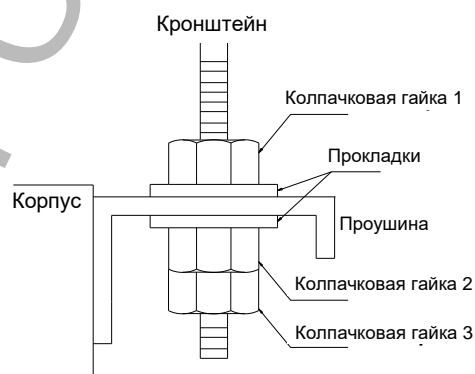 Кронштейн
Колпачковая гайка 1
Прокладки
Корпус
Проушина
Колпачковая гайка 2
Колпачковая гайка 3